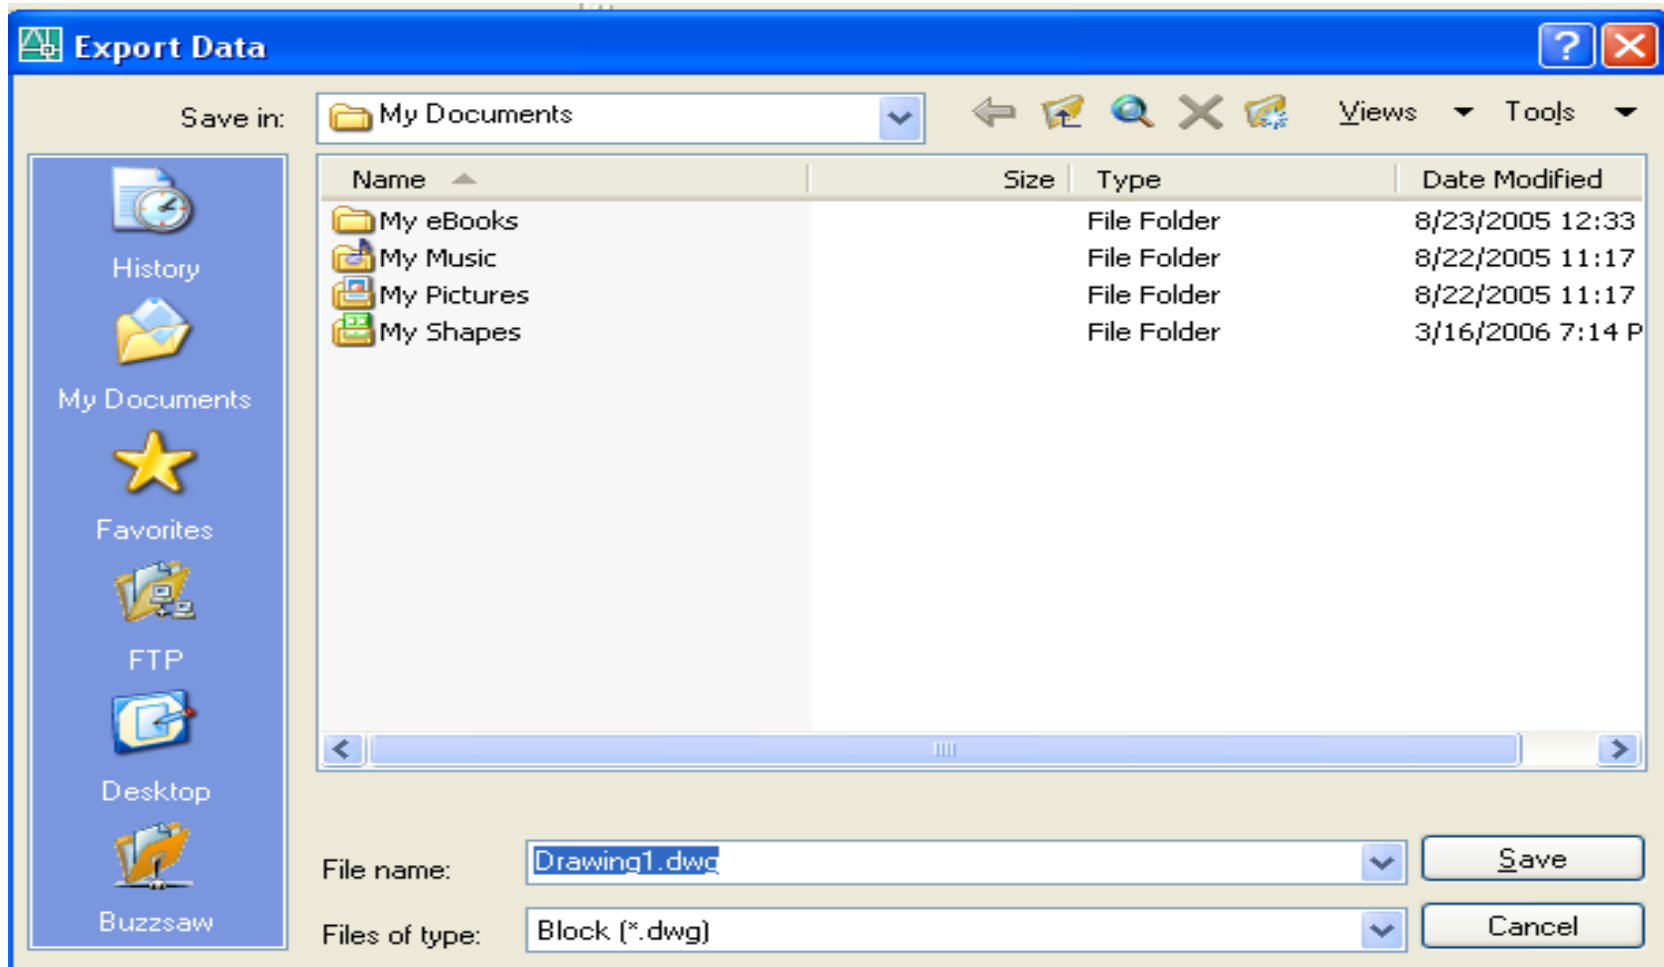 Export Data
Save in: My Documents Views Tools
Name Size Type Date Modified
My eBooks File Folder 8/23/2005 12:33
My Music File Folder 8/22/2005 11:17
My Pictures File Folder 8/22/2005 11:17
My Shapes File Folder 3/16/2006 7:14 P
History
My Documents
Favorites
FTP
Desktop
Buzzsaw
File name: Drawing1.dwg Save
Files of type: Block (*.dwg) Cancel